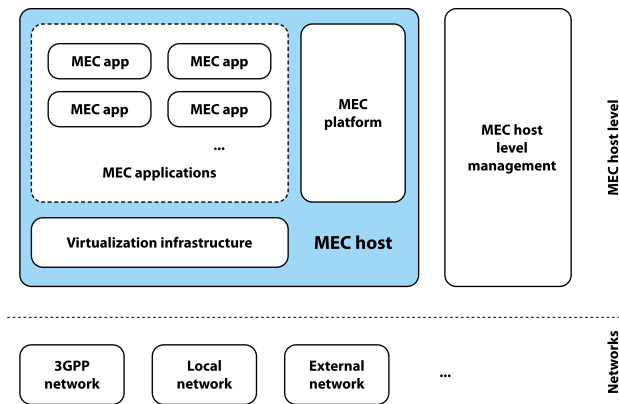 MEC app
MEC app
MEC app
MEC app
...
MEC applications
MEC
platform
Virtualization infrastructure
MEC host
MEC host
level
management
MEC host level
3GPP
network
Local
network
External
network
...
Networks